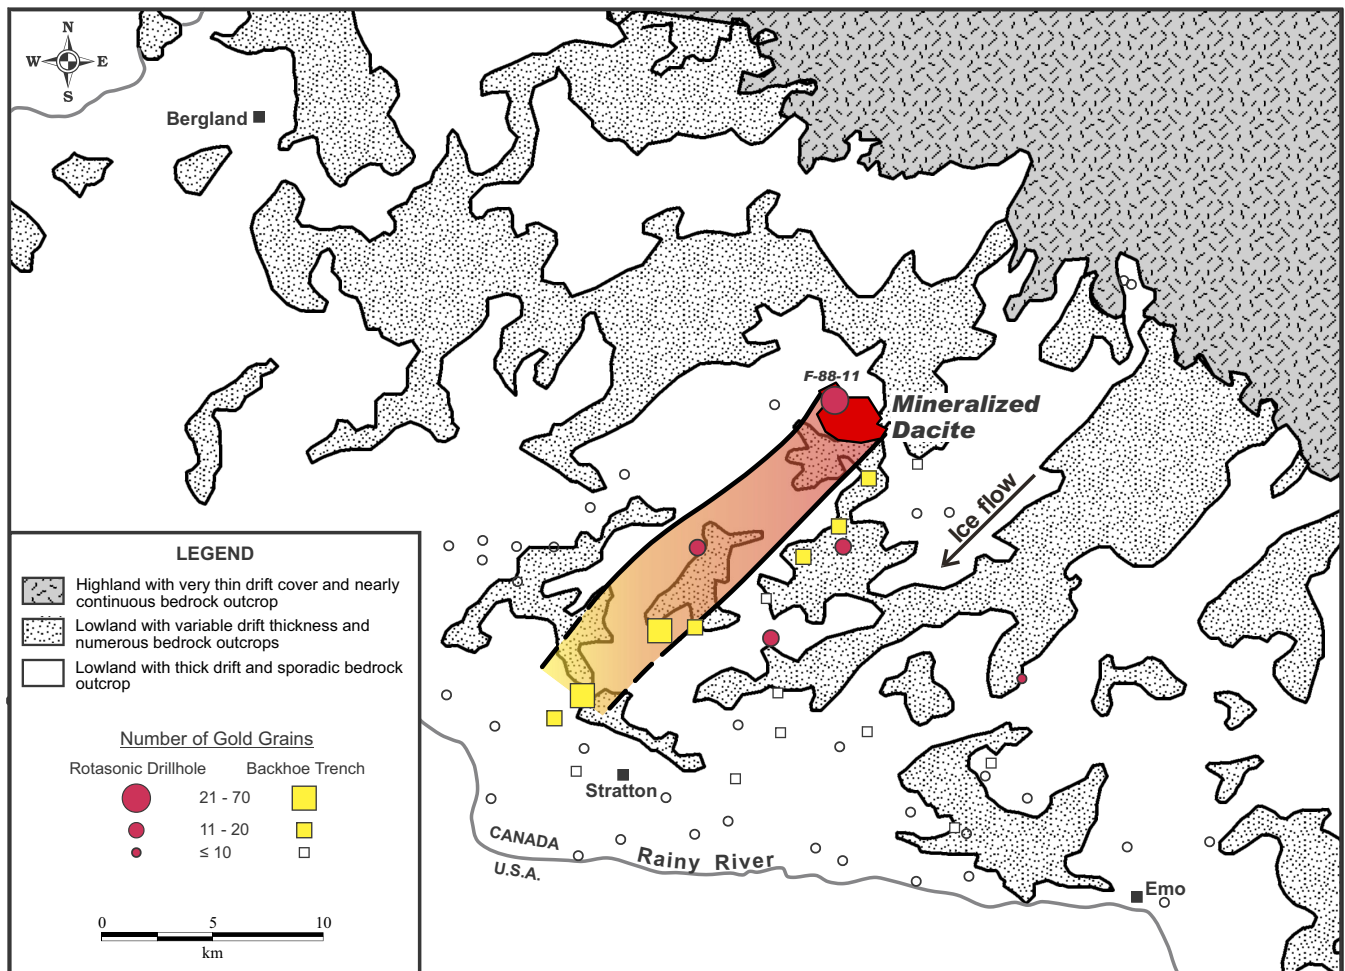 N
W E
S
Bergland
F-88-11
Mineralized
Dacite
Ice flow
LEGEND
Highland with very thin drift cover and nearly
continuous bedrock outcrop
Lowland with variable drift thickness and
numerous bedrock outcrops
Lowland with thick drift and sporadic bedrock
outcrop
Number of Gold Grains
Rotasonic Drillhole Backhoe Trench
21 - 70
11 - 20
≤ 10
0 5 10
km
Stratton
CANADA
U.S.A.
Rainy River
Emo